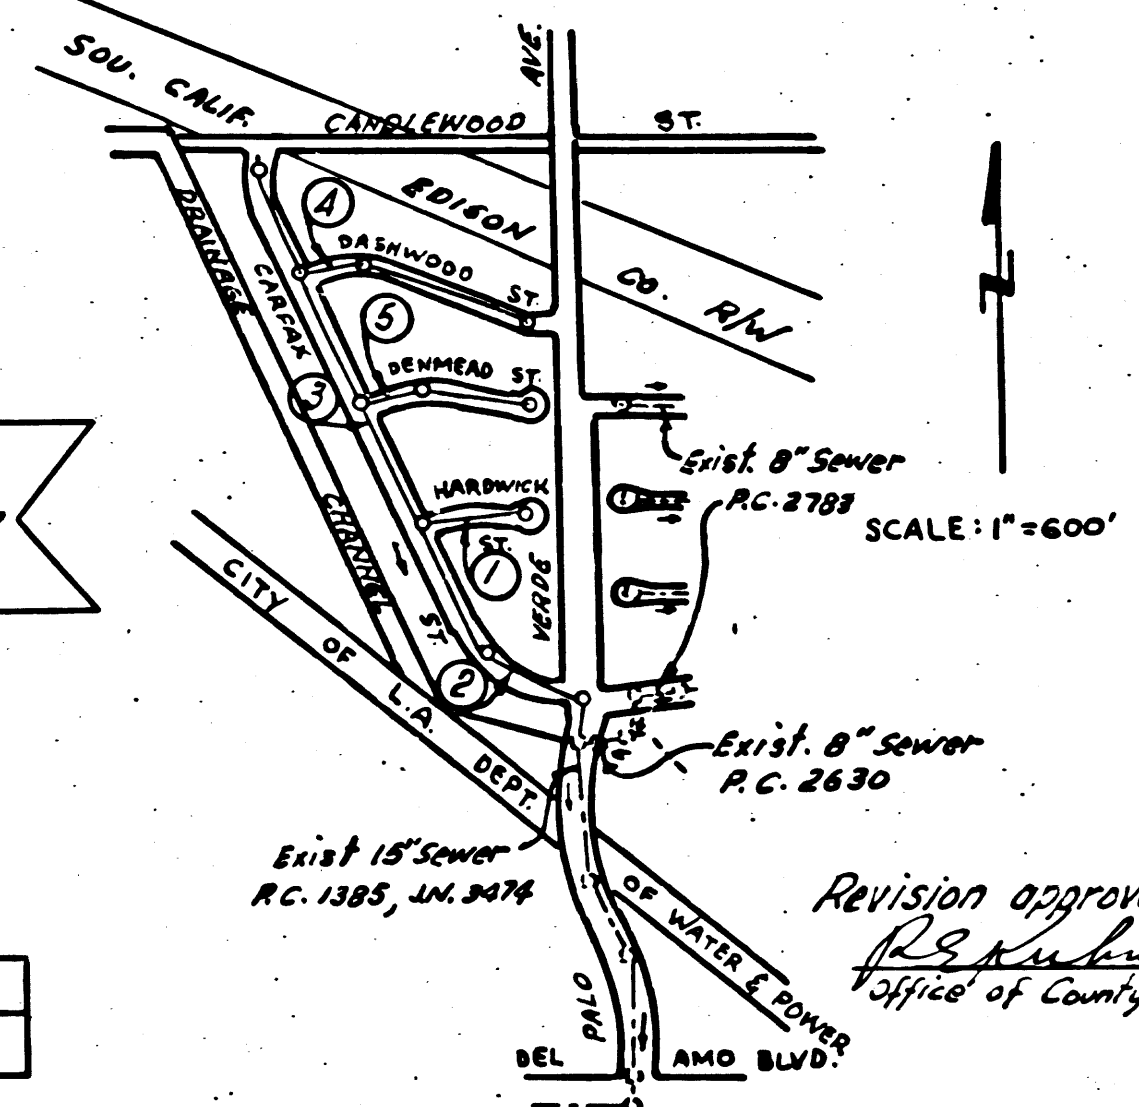 SOU. CALIF.
AVE.
CANDLEWOOD ST.
EDISON
CO. R/W
DRAINAGE
CARFAX
4
DASHWOOD ST.
5
DENMEAD ST.
3
Exist. 8" Sewer
P.C. 2783
SCALE: 1"=600'
HARDWICK
ST.
1
CHANNEL
VERDE
CITY OF L.A. DEPT.
ST.
2
Exist. 8" Sewer
P.C. 2630
Exist 15" Sewer
P.C. 1385, J.N. 3474
OF WATER & POWER
PALO
DEL AMO BLVD.
Revision approv
Office of County